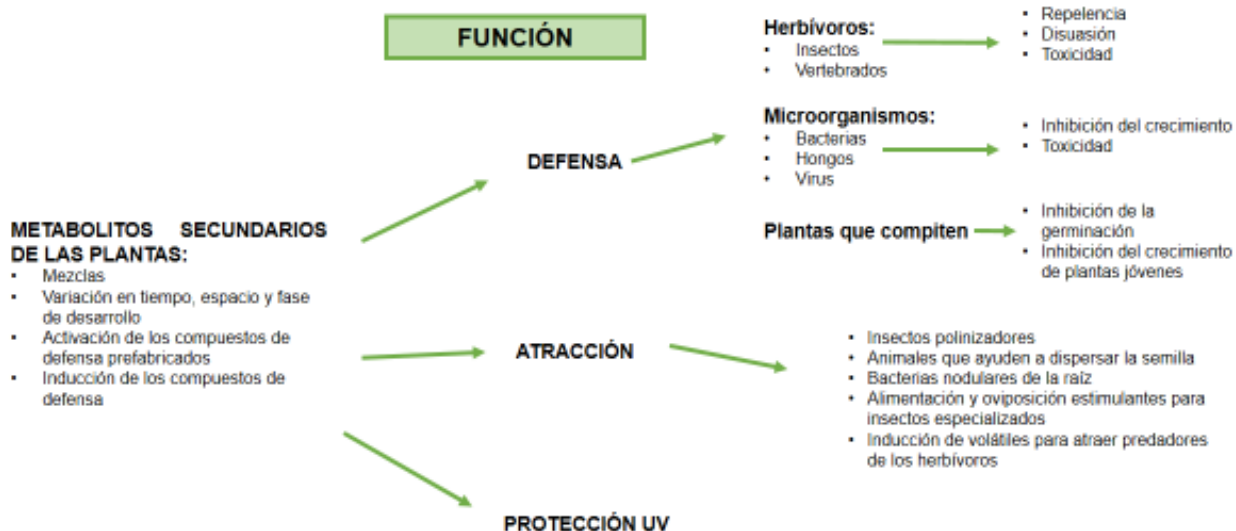 FUNCIÓN
Herbívoros:
• Insectos
• Vertebrados
• Repelencia
• Disuasión
• Toxicidad
Microorganismos:
• Bacterias
• Hongos
• Virus
• Inhibición del crecimiento
• Toxicidad
DEFENSA
Plantas que compiten
• Inhibición de la
germinación
• Inhibición del crecimiento
de plantas jóvenes
METABOLITOS SECUNDARIOS
DE LAS PLANTAS:
• Mezclas
• Variación en tiempo, espacio y fase
de desarrollo
• Activación de los compuestos de
defensa prefabricados
• Inducción de los compuestos de
defensa
ATRACCIÓN
• Insectos polinizadores
• Animales que ayuden a dispersar la semilla
• Bacterias nodulares de la raíz
• Alimentación y oviposición estimulantes para
insectos especializados
• Inducción de volátiles para atraer predadores
de los herbívoros
PROTECCIÓN UV